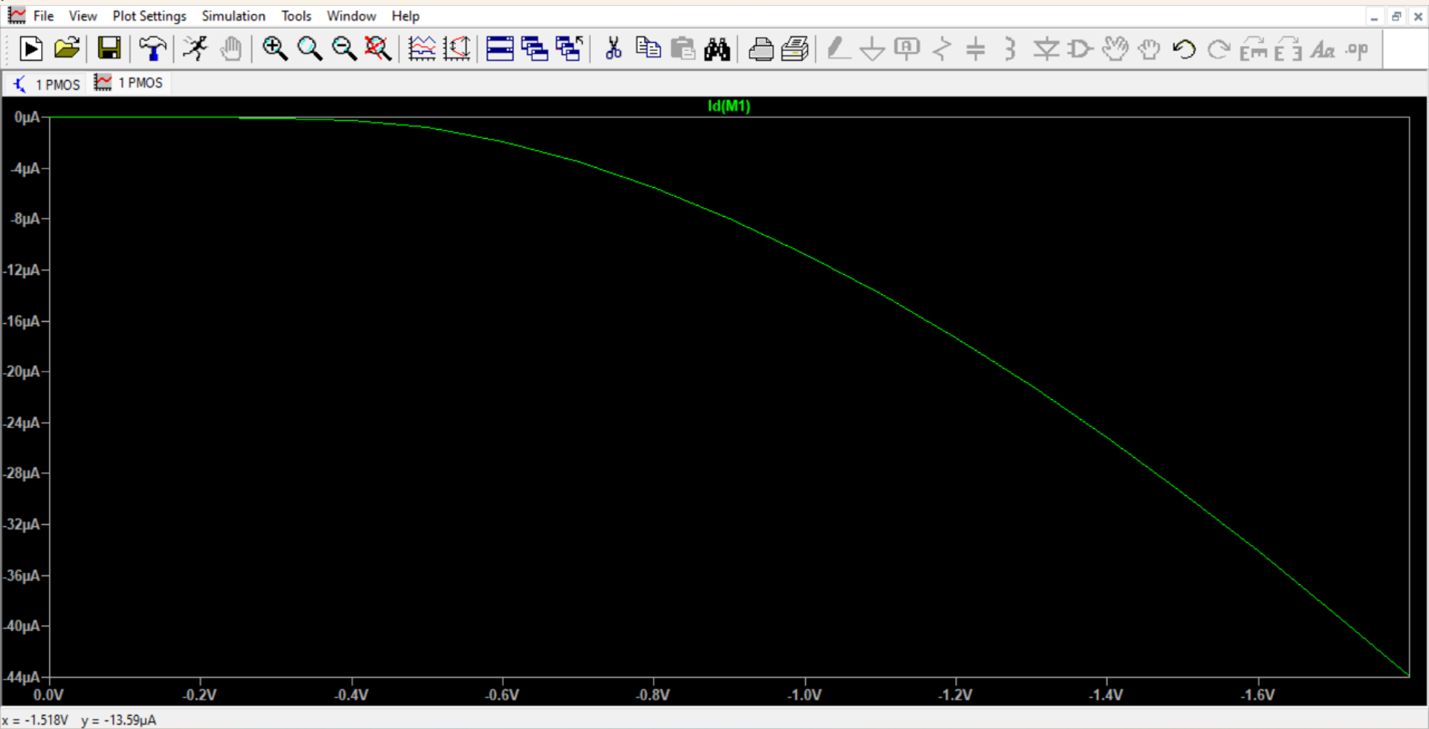 File View Plot Settings Simulation Tools Window Help
Aa .op
1 PMOS 1 PMOS
Id(M1)
0µA
-4µA
-8µA
-12µA
-16µA
-20µA
-24µA
-28µA
-32µA
-36µA
-40µA
-44µA
0.0V -0.2V -0.4V -0.6V -0.8V -1.0V -1.2V -1.4V -1.6V
x = -1.518V y = -13.59µA